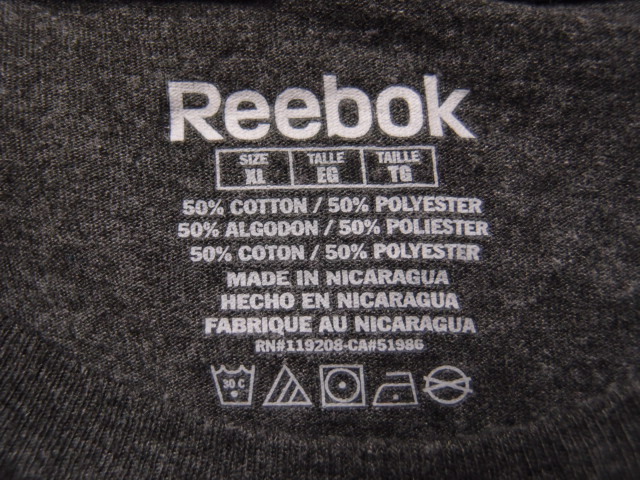 Reebok
SIZE TALLE TAILLE
XL EG TG
50% COTTON / 50% POLYESTER
50% ALGODON / 50% POLIESTER
50% COTON / 50% POLYESTER
MADE IN NICARAGUA
HECHO EN NICARAGUA
FABRIQUE AU NICARAGUA
RN#119208-CA#51986
30 C